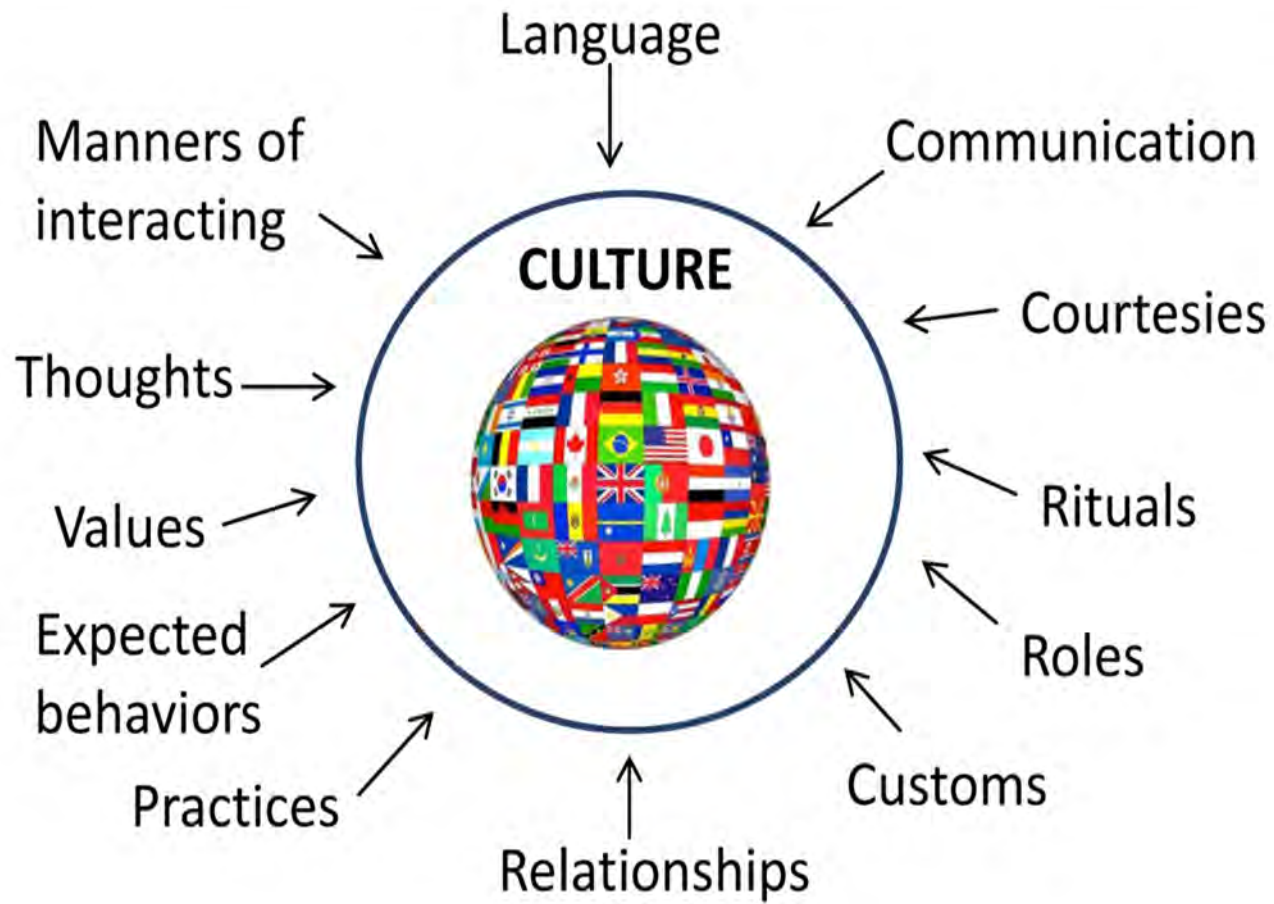 Language
Communication
Courtesies
Rituals
Roles
Customs
Relationships
Practices
Expected
behaviors
Values
Thoughts
Manners of
interacting
CULTURE